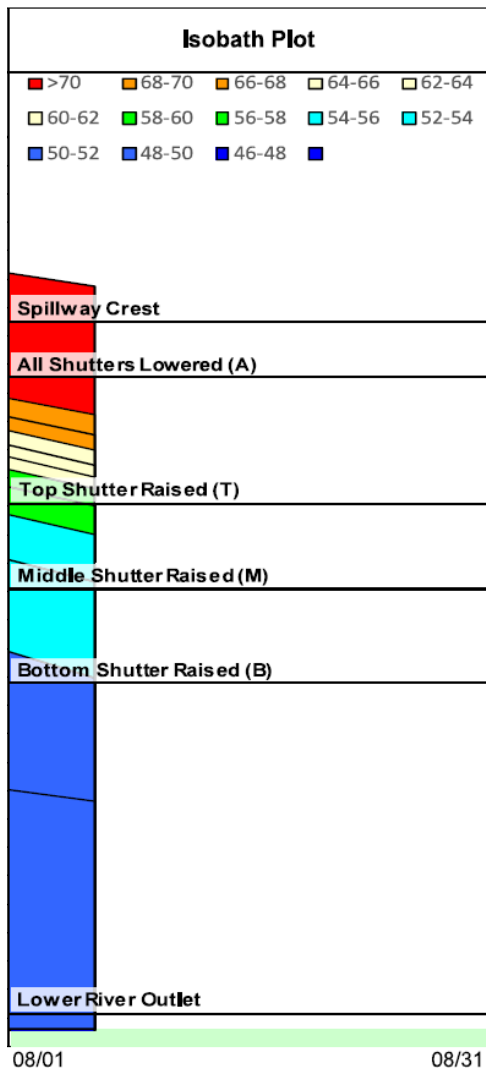 Isobath Plot
>70 68-70 66-68 64-66 62-64
60-62 58-60 56-58 54-56 52-54
50-52 48-50 46-48
Spillway Crest
All Shutters Lowered (A)
Top Shutter Raised (T)
Middle Shutter Raised (M)
Bottom Shutter Raised (B)
Lower River Outlet
08/01 08/31